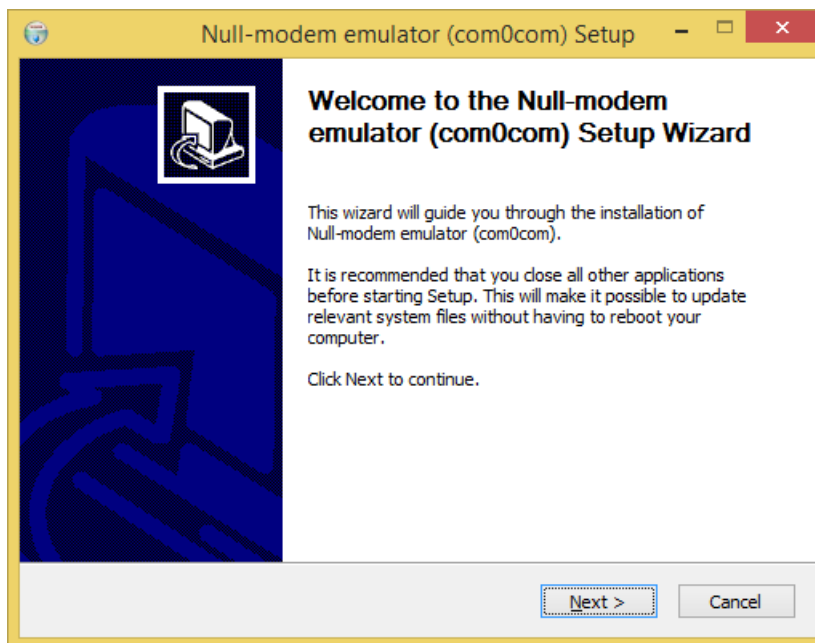 Null-modem emulator (com0com) Setup
Welcome to the Null-modem
emulator (com0com) Setup Wizard
This wizard will guide you through the installation of
Null-modem emulator (com0com).
It is recommended that you close all other applications
before starting Setup. This will make it possible to update
relevant system files without having to reboot your
computer.
Click Next to continue.
Next >
Cancel